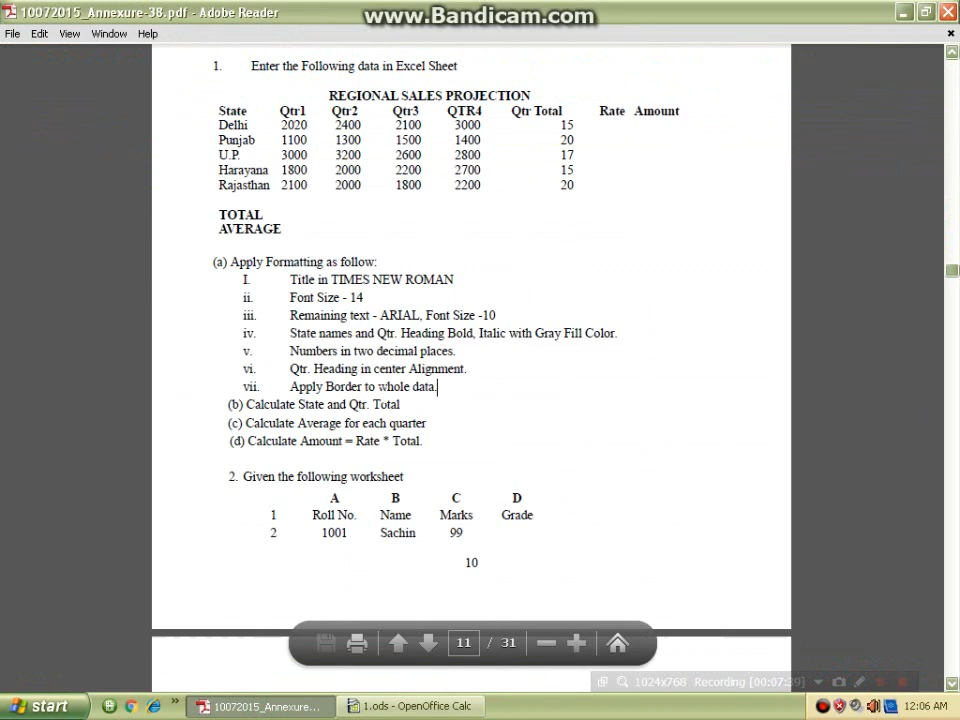 10072015_Annexure-38.pdf - Adobe Reader
www.Bandicam.com
File Edit View Window Help
1. Enter the Following data in Excel Sheet
REGIONAL SALES PROJECTION
State Qtr1 Qtr2 Qtr3 QTR4 Qtr Total Rate Amount
Delhi 2020 2400 2100 3000 15
Punjab 1100 1300 1500 1400 20
U.P. 3000 3200 2600 2800 17
Harayana 1800 2000 2200 2700 15
Rajasthan 2100 2000 1800 2200 20
TOTAL
AVERAGE
(a) Apply Formatting as follow:
I. Title in TIMES NEW ROMAN
ii. Font Size - 14
iii. Remaining text - ARIAL, Font Size -10
iv. State names and Qtr. Heading Bold, Italic with Gray Fill Color.
v. Numbers in two decimal places.
vi. Qtr. Heading in center Alignment.
vii. Apply Border to whole data.
(b) Calculate State and Qtr. Total
(c) Calculate Average for each quarter
(d) Calculate Amount = Rate * Total.
2. Given the following worksheet
A B C D
1 Roll No. Name Marks Grade
2 1001 Sachin 99
10
11 / 31
1024x768 Recording [00:07:39]
start
10072015_Annexure...
1.ods - OpenOffice Calc
12:06 AM